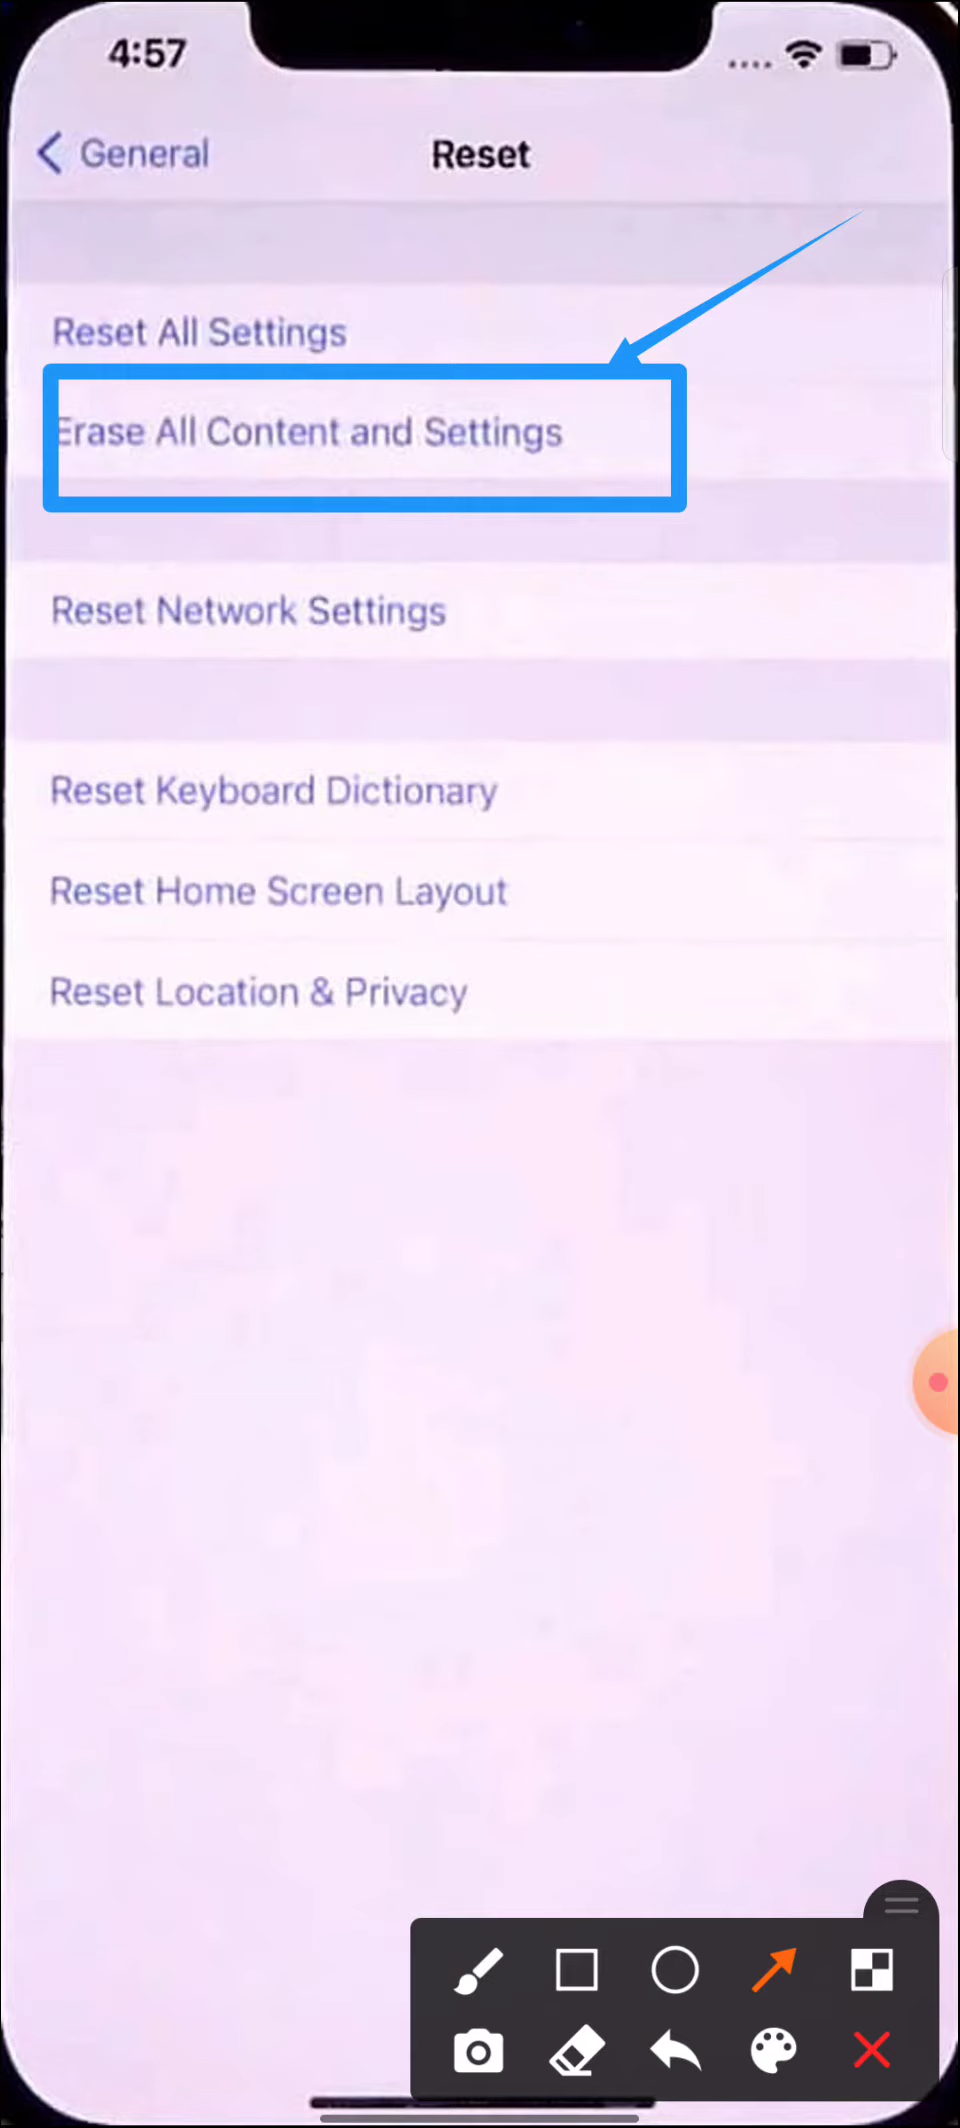 4:57
General
Reset
Reset All Settings
Erase All Content and Settings
Reset Network Settings
Reset Keyboard Dictionary
Reset Home Screen Layout
Reset Location & Privacy